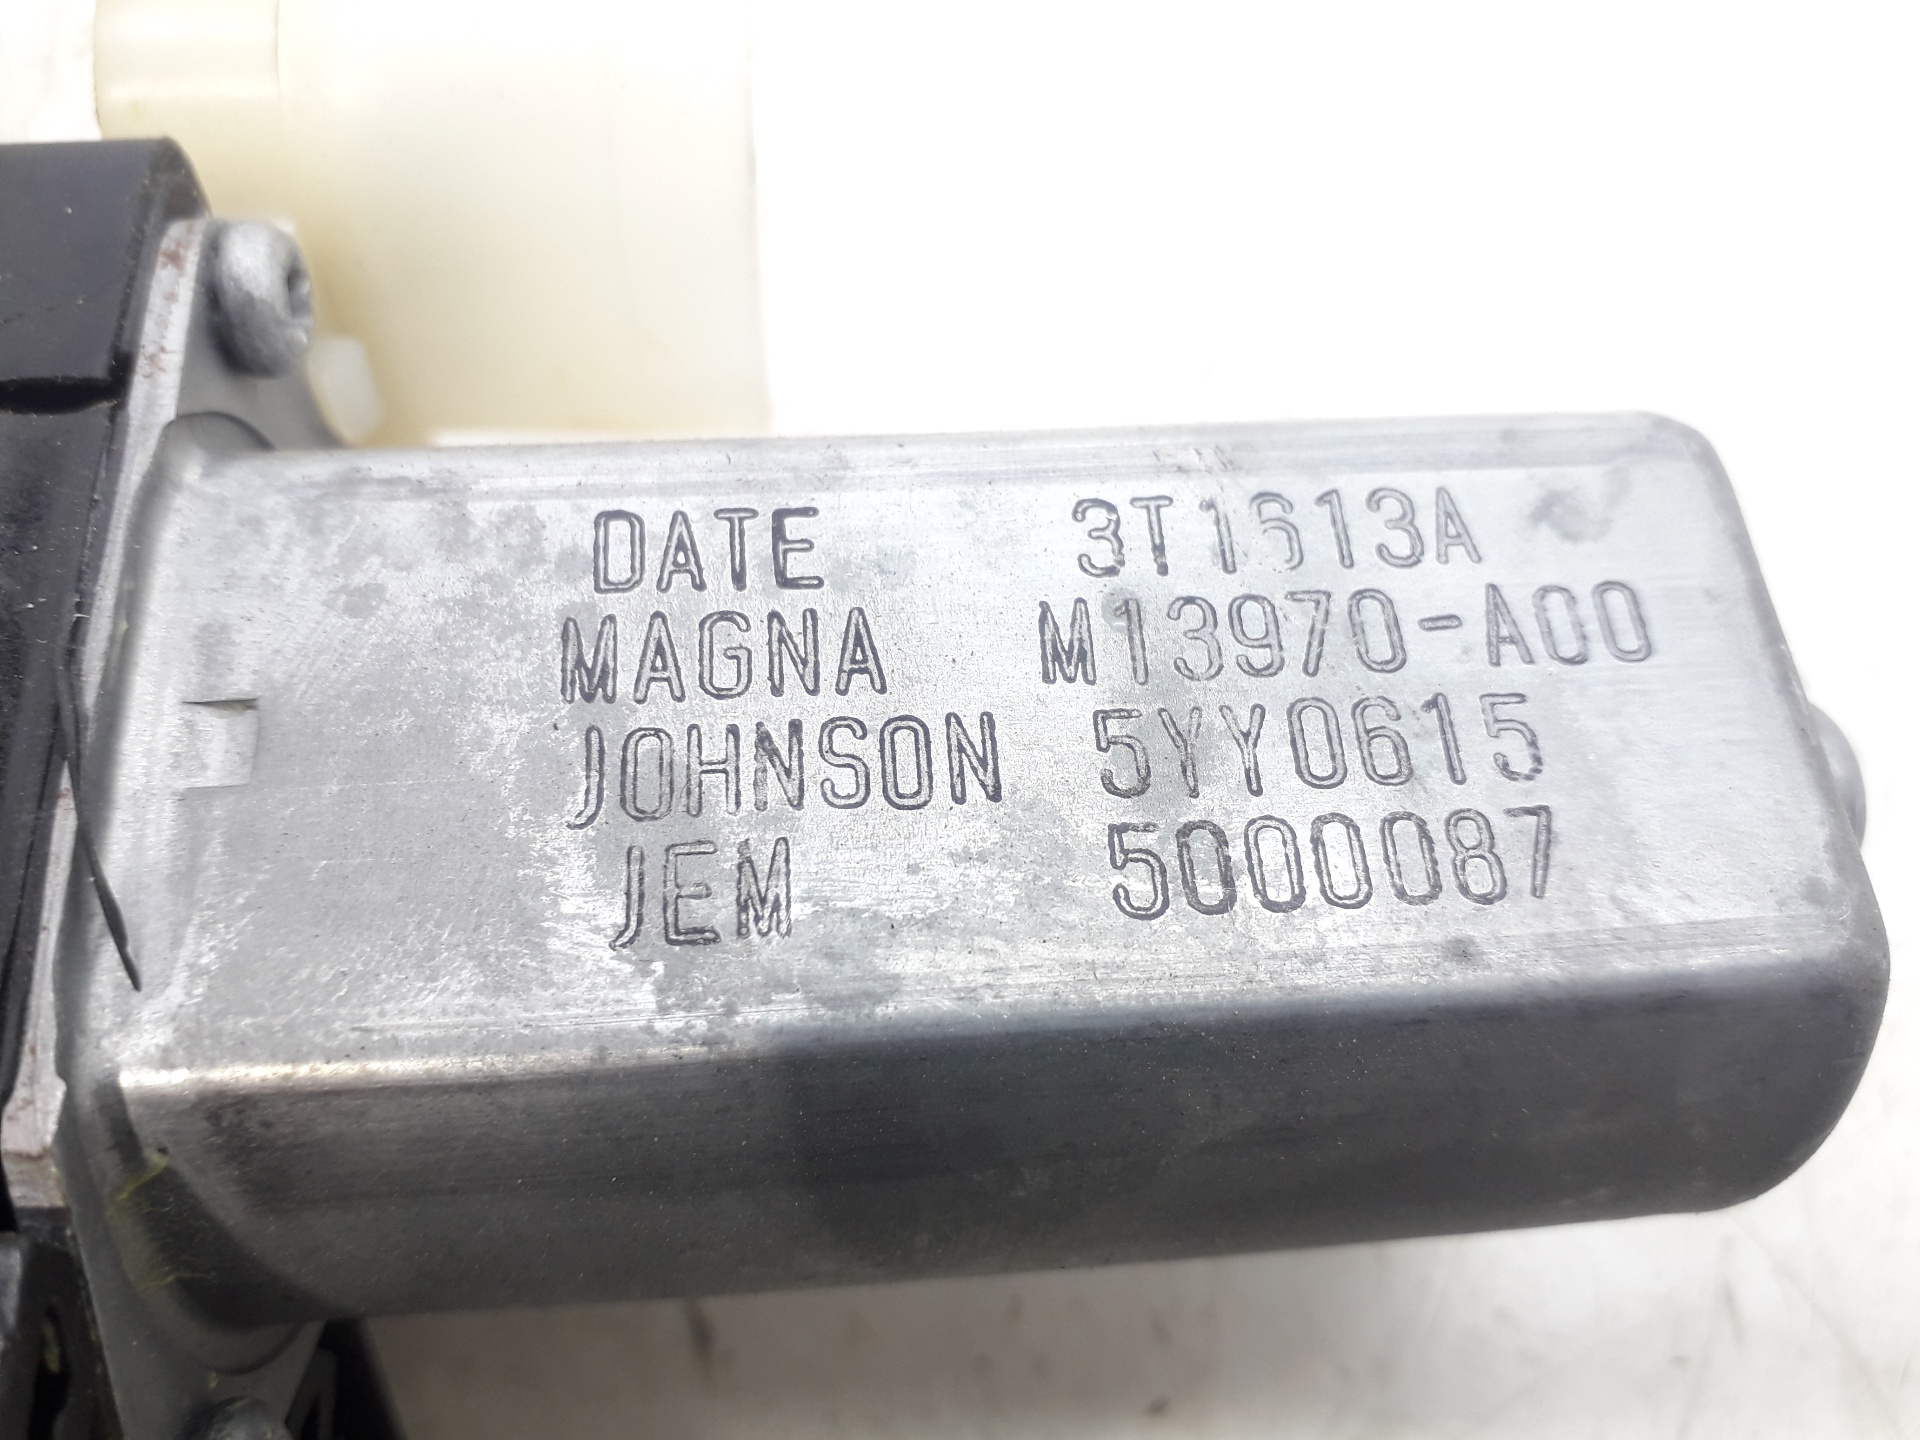 DATE 3T1613A
MAGNA M13970-A00
JOHNSON 5YY0615
JEM 5000087